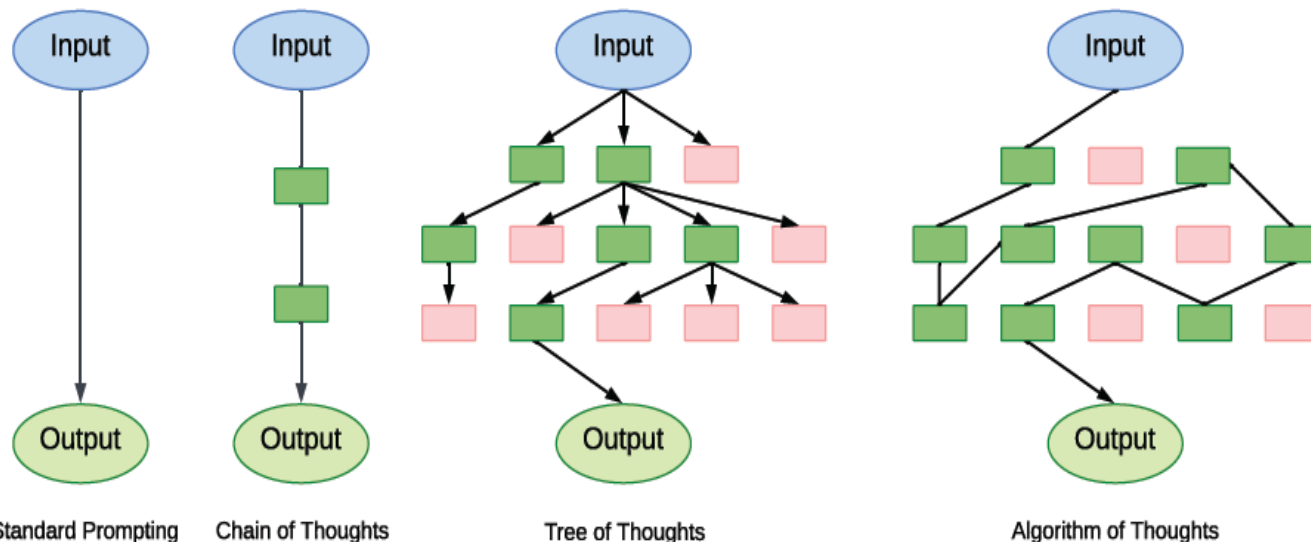 Input
Input
Input
Input
Output
Output
Output
Output
Standard Prompting
Chain of Thoughts
Tree of Thoughts
Algorithm of Thoughts